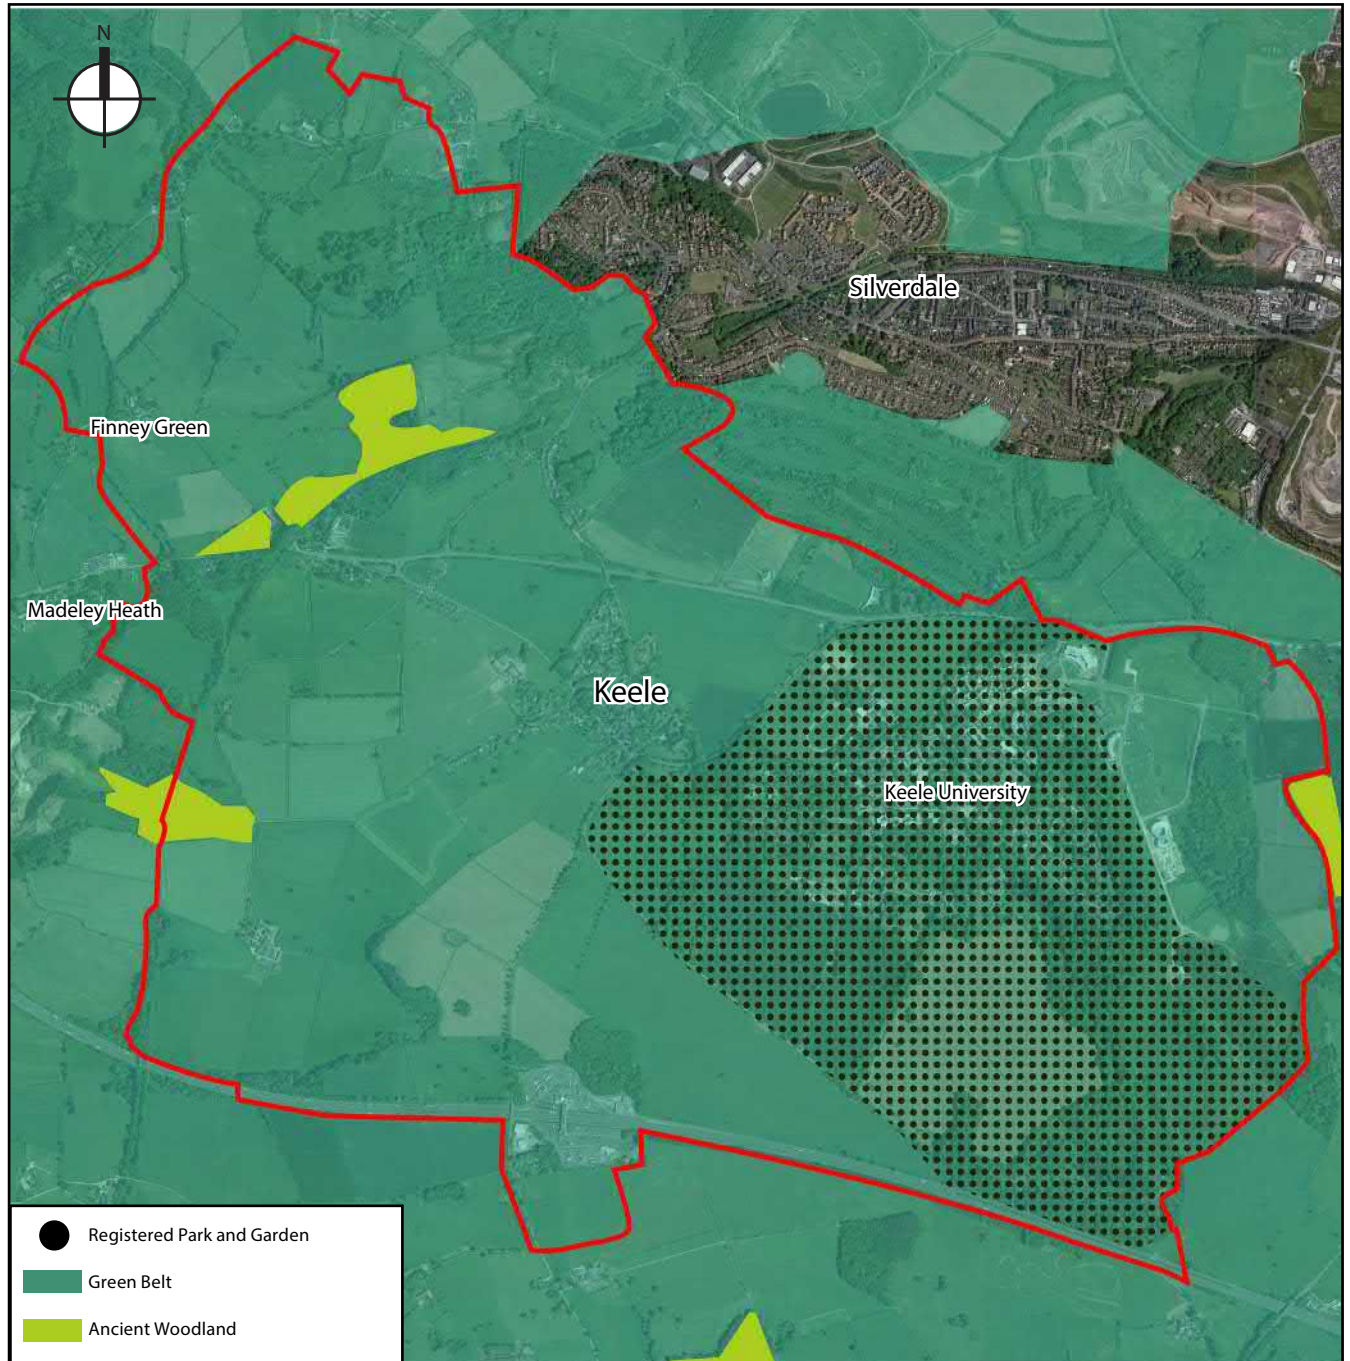 N
Silverdale
Finney Green
Madeley Heath
Keele
Keele University
Registered Park and Garden
Green Belt
Ancient Woodland